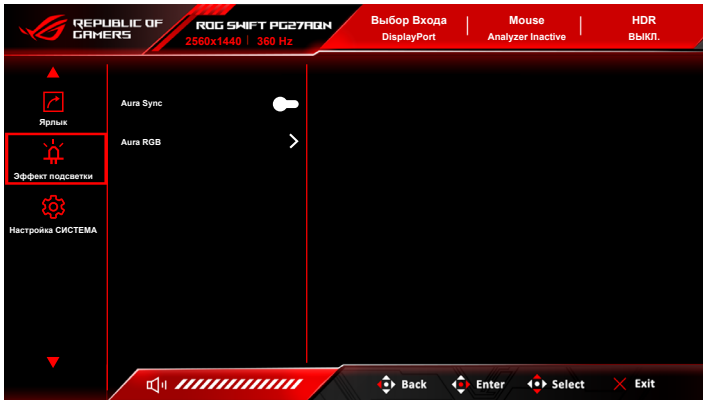 REPUBLIC OF
GAMERS
ROG SWIFT PG27AQN
2560x1440 | 360 Hz
Выбор Входа
DisplayPort
Mouse
Analyzer Inactive
HDR
ВЫКЛ.
Ярлык
Эффект подсветки
Настройка СИСТЕМА
Aura Sync
Aura RGB
Back
Enter
Select
Exit